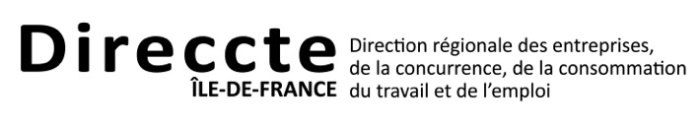 Direccte
ÎLE-DE-FRANCE
Direction régionale des entreprises,
de la concurrence, de la consommation
du travail et de l'emploi